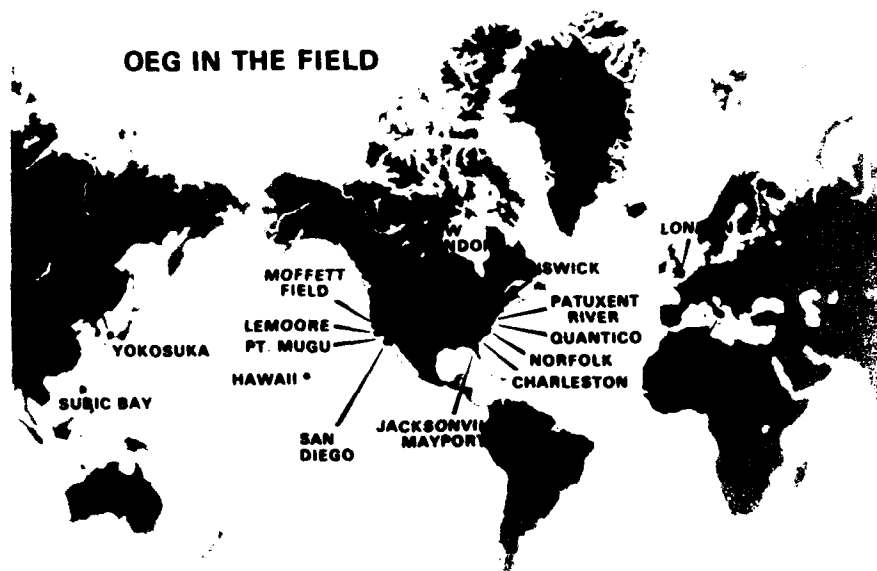 OEG IN THE FIELD
MOFFETT
FIELD
LEMOORE
PT. MUGU
HAWAII
SAN
DIEGO
YOKOSUKA
SUBIC BAY
JACKSONVI
MAYPORT
PATUXENT
RIVER
QUANTICO
NORFOLK
CHARLESTON